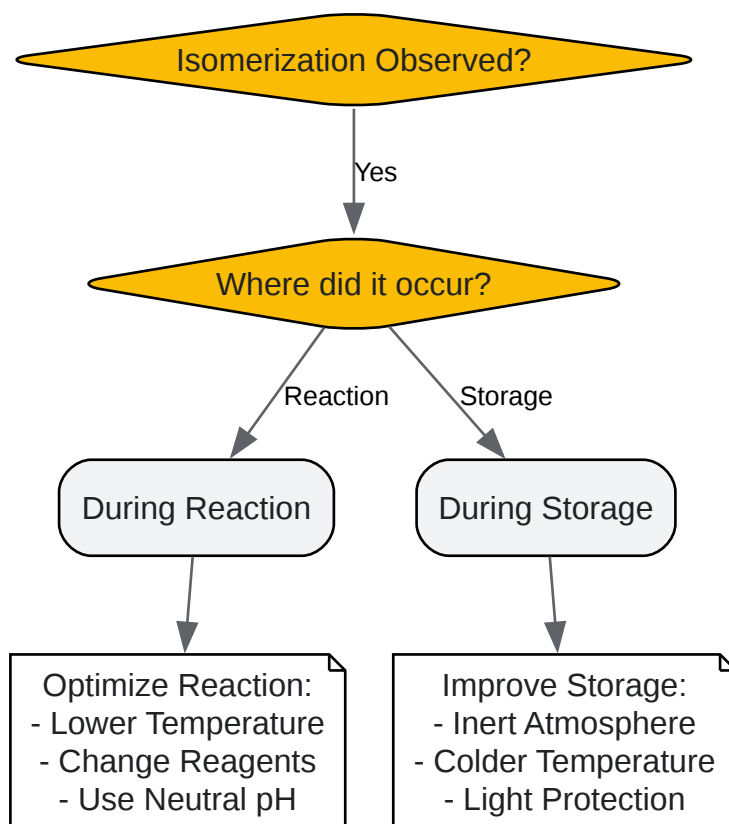 Isomerization Observed?
Yes
Where did it occur?
Reaction
Storage
During Reaction
During Storage
Optimize Reaction:
- Lower Temperature
- Change Reagents
- Use Neutral pH
Improve Storage:
- Inert Atmosphere
- Colder Temperature
- Light Protection